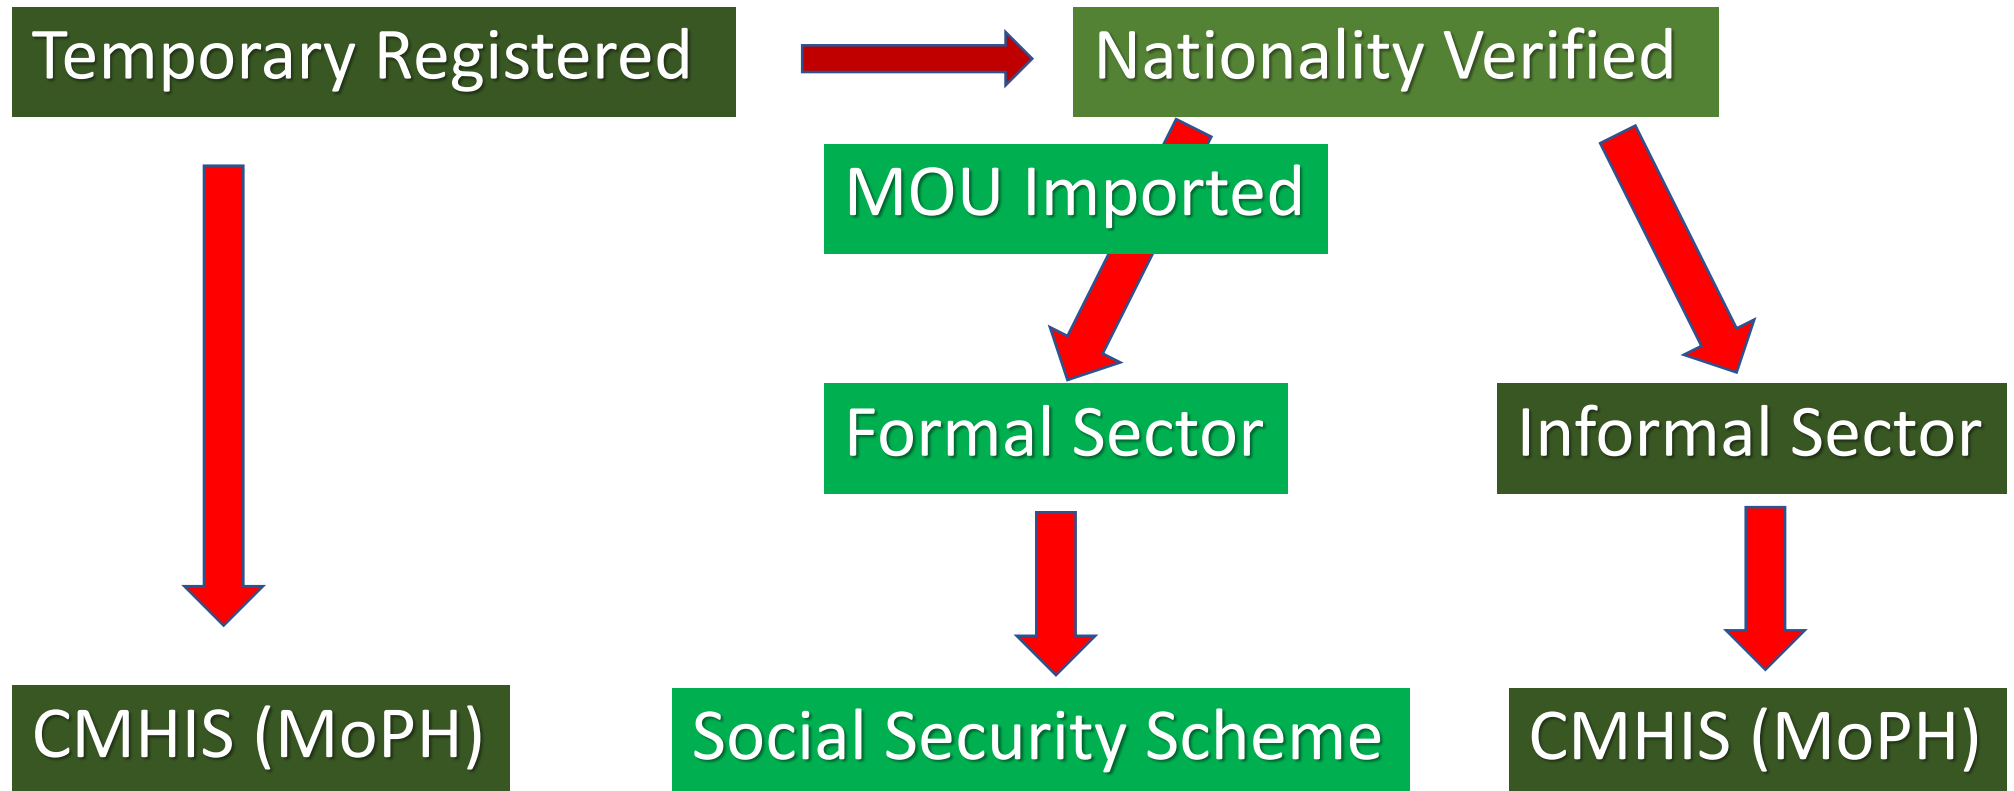 Temporary Registered
Nationality Verified
MOU Imported
Formal Sector
Informal Sector
CMHIS (MoPH)
Social Security Scheme
CMHIS (MoPH)